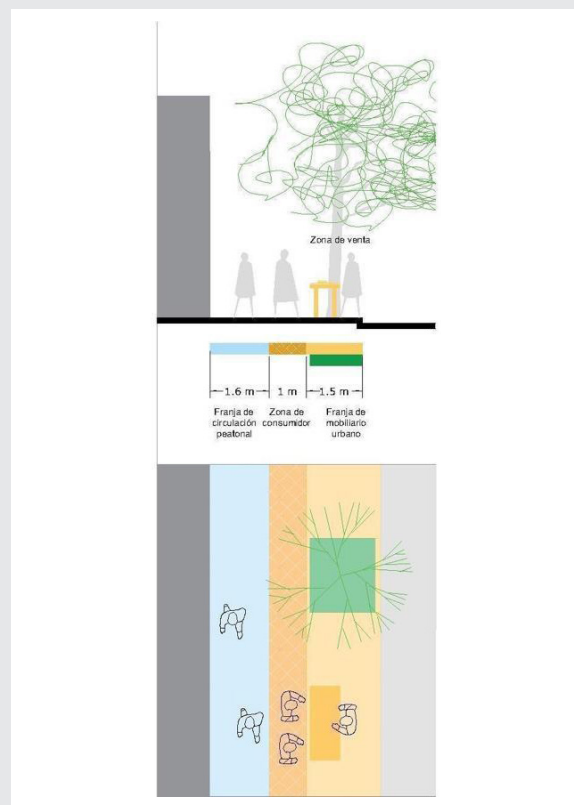 Zona de venta
1.6 m
1 m
1.5 m
Franja de
circulación
peatonal
Zona de
consumidor
Franja de
mobiliario
urbano